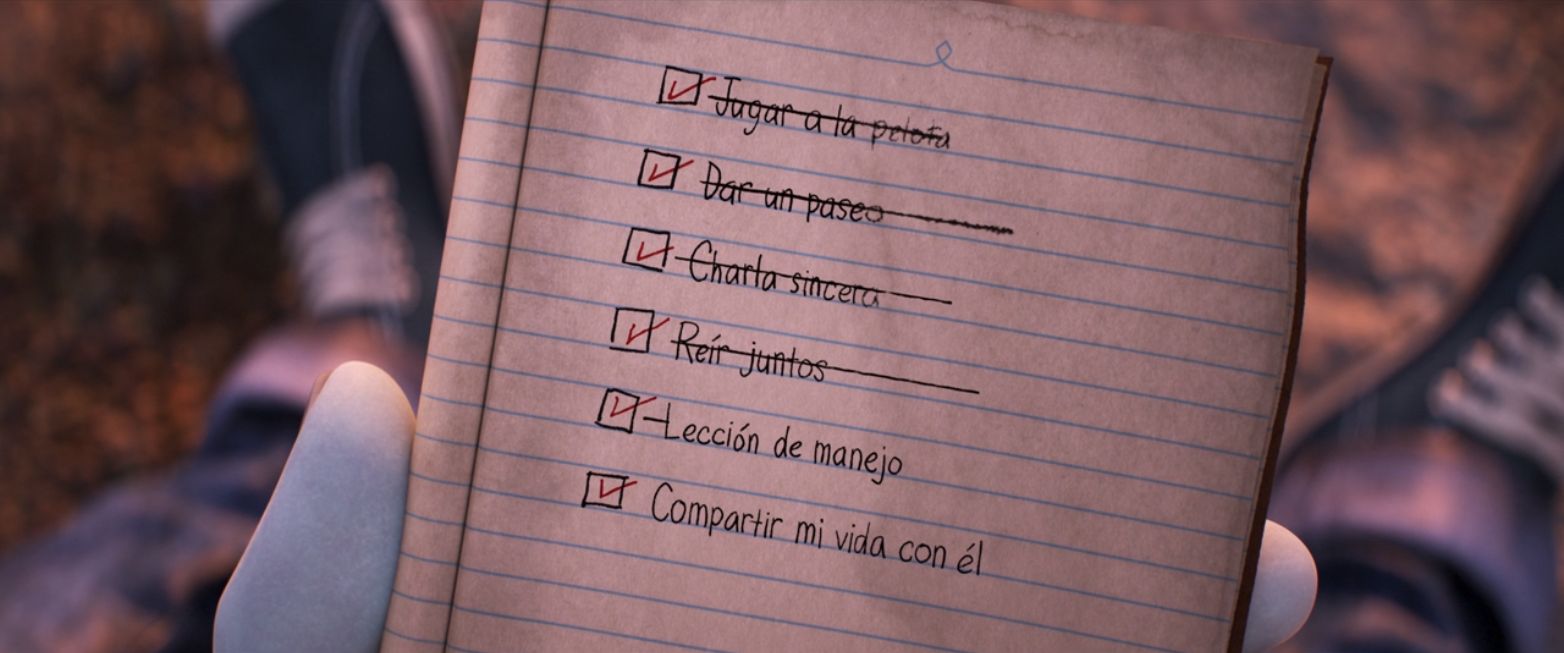 Jugar a la pelota
Dar un paseo
Charla sincera
Reír juntos
Lección de manejo
Compartir mi vida con él